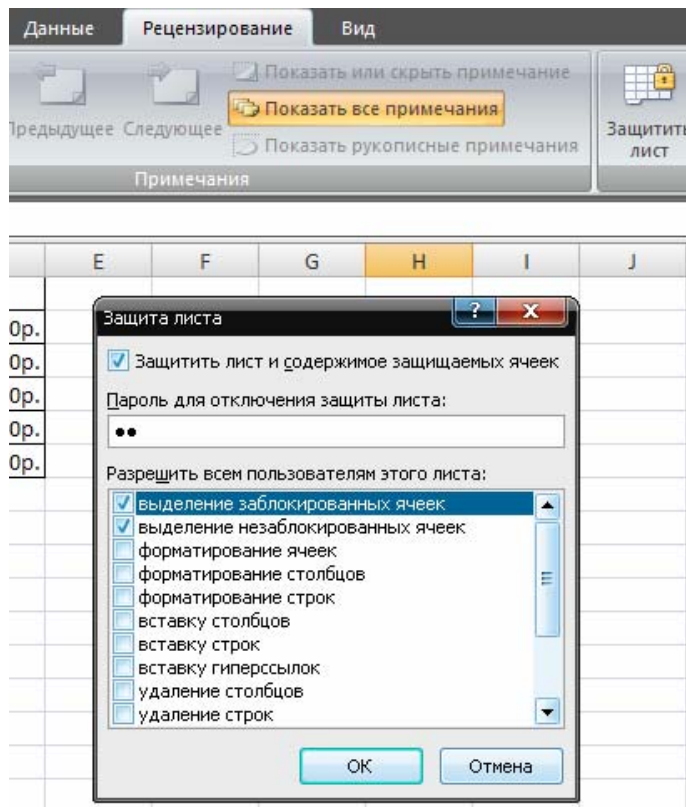 Данные Рецензирование Вид
Показать или скрыть примечание
Показать все примечания
Предыдущее Следующее
Показать рукописные примечания
Защитить
лист
Примечания
E F G H I J
Защита листа
0р.
Защитить лист и содержимое защищаемых ячеек
0р.
Пароль для отключения защиты листа:
0р.
••
0р.
Разрешить всем пользователям этого листа:
0р.
выделение заблокированных ячеек
выделение незаблокированных ячеек
форматирование ячеек
форматирование столбцов
форматирование строк
вставку столбцов
вставку строк
вставку гиперссылок
удаление столбцов
удаление строк
ОК Отмена